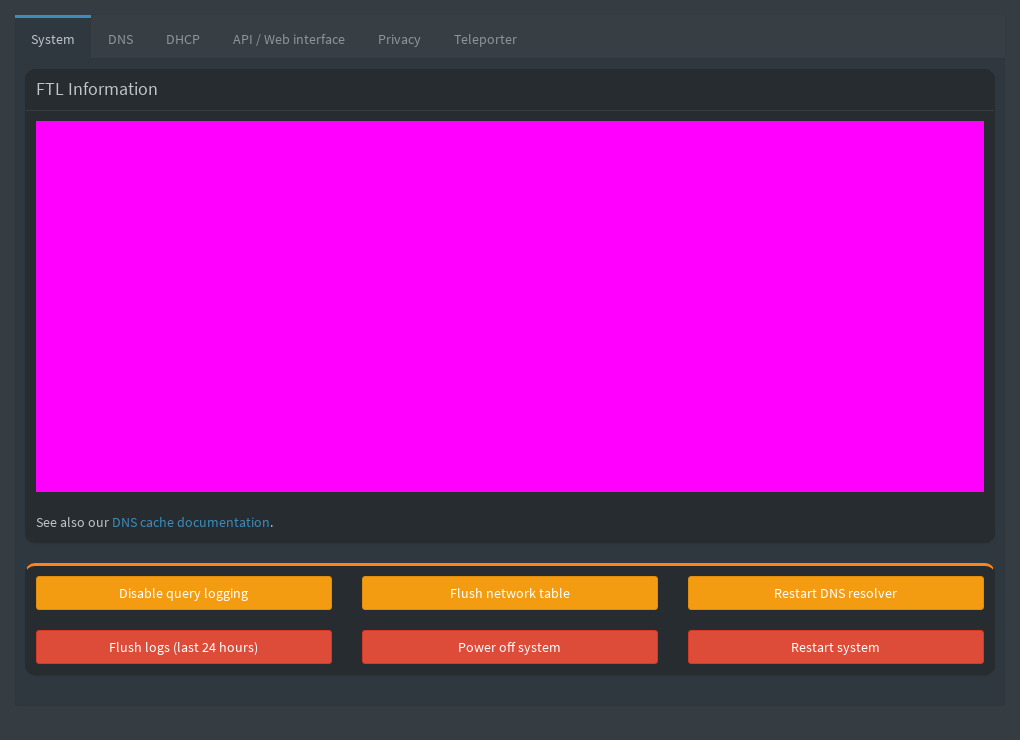 System DNS DHCP API / Web interface Privacy Teleporter
FTL Information
See also our DNS cache documentation.
Disable query logging Flush network table Restart DNS resolver
Flush logs (last 24 hours) Power off system Restart system